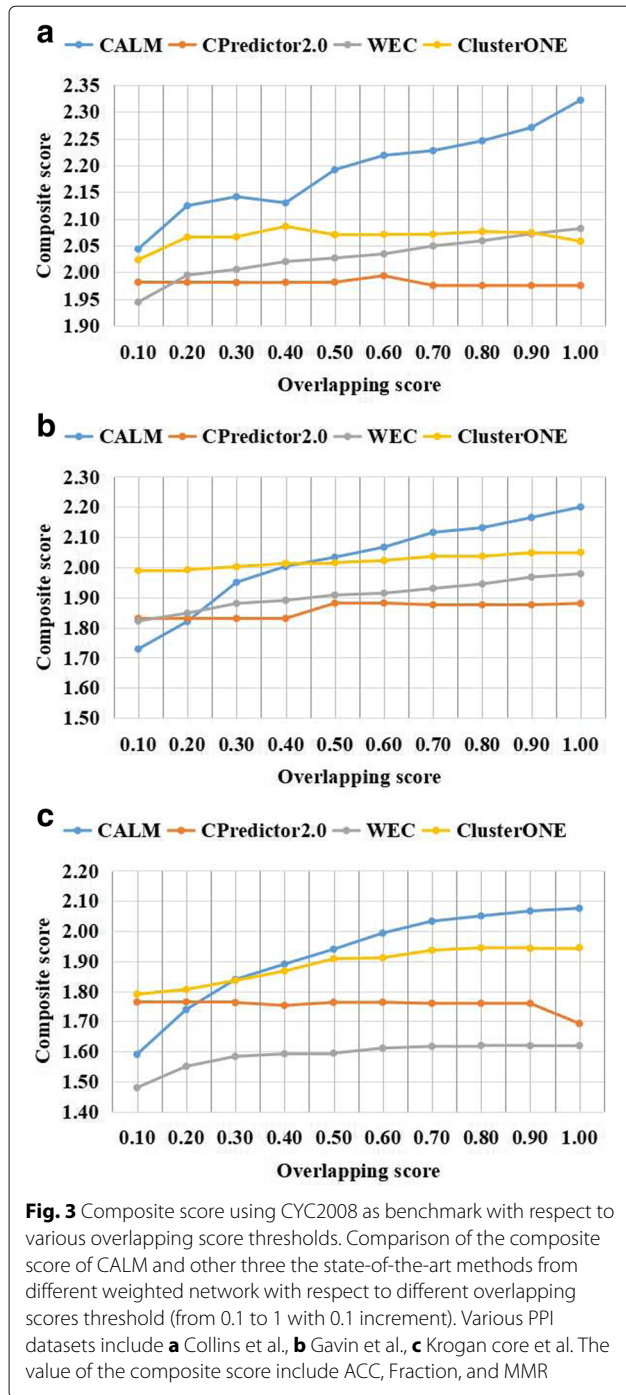 a
CALM CPredictor2.0 WEC ClusterONE
2.35
2.30
2.25
2.20
2.15
2.10
2.05
2.00
1.95
1.90
Composite score
0.10 0.20 0.30 0.40 0.50 0.60 0.70 0.80 0.90 1.00
Overlapping score
b
CALM CPredictor2.0 WEC ClusterONE
2.30
2.20
2.10
2.00
1.90
1.80
1.70
1.60
1.50
Composite score
0.10 0.20 0.30 0.40 0.50 0.60 0.70 0.80 0.90 1.00
Overlapping score
c
CALM CPredictor2.0 WEC ClusterONE
2.20
2.10
2.00
1.90
1.80
1.70
1.60
1.50
1.40
Composite score
0.10 0.20 0.30 0.40 0.50 0.60 0.70 0.80 0.90 1.00
Overlapping score
Fig. 3 Composite score using CYC2008 as benchmark with respect to
various overlapping score thresholds. Comparison of the composite
score of CALM and other three the state-of-the-art methods from
different weighted network with respect to different overlapping
scores threshold (from 0.1 to 1 with 0.1 increment). Various PPI
datasets include a Collins et al., b Gavin et al., c Krogan core et al. The
value of the composite score include ACC, Fraction, and MMR